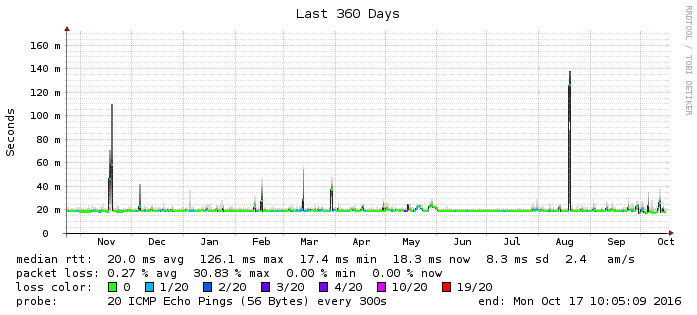 Last 360 Days
RRDTOOL / TOBI OETIKER
Seconds
160 m
140 m
120 m
100 m
80 m
60 m
40 m
20 m
0
Nov Dec Jan Feb Mar Apr May Jun Jul Aug Sep Oct
median rtt: 20.0 ms avg 126.1 ms max 17.4 ms min 18.3 ms now 8.3 ms sd 2.4 am/s
packet loss: 0.27 % avg 30.83 % max 0.00 % min 0.00 % now
loss color: 0 1/20 2/20 3/20 4/20 10/20 19/20
probe: 20 ICMP Echo Pings (56 Bytes) every 300s end: Mon Oct 17 10:05:09 2016